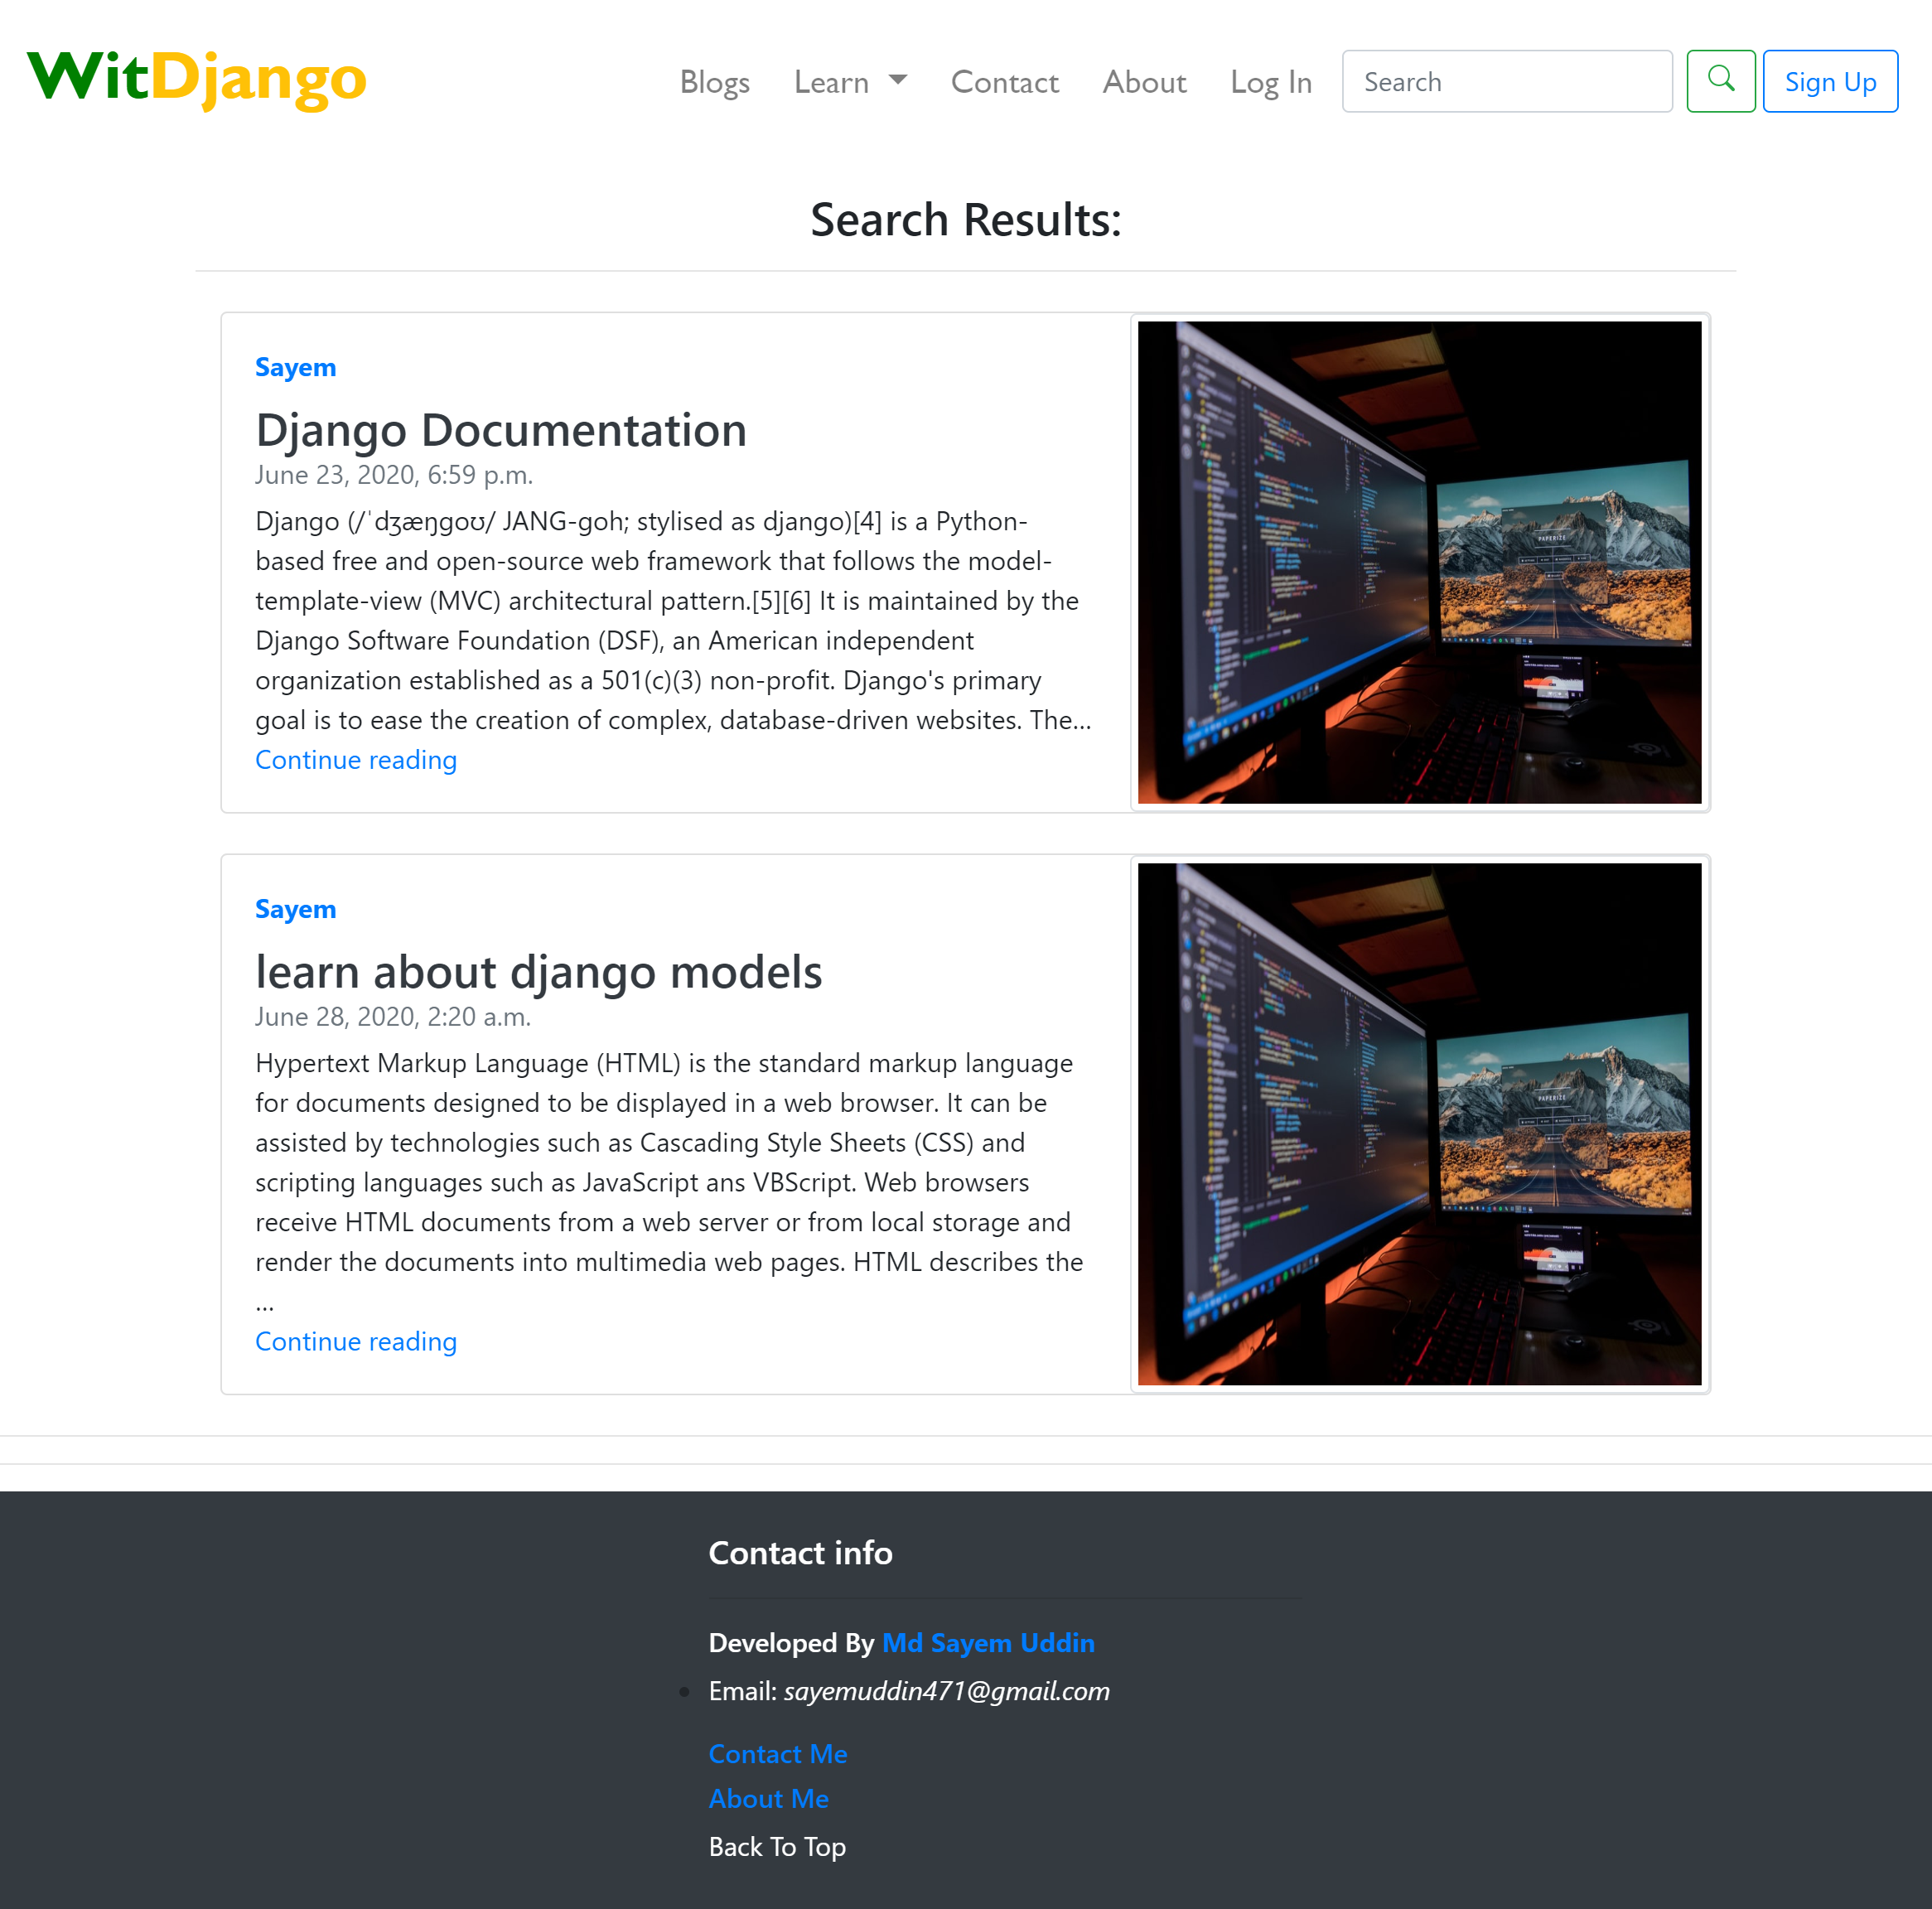 WitDjango
Blogs Learn Contact About Log In Search Sign Up
Search Results:
Sayem
Django Documentation
June 23, 2020, 6:59 p.m.
Django (/ˈdʒæŋɡoʊ/ JANG-goh; stylised as django)[4] is a Python-
based free and open-source web framework that follows the model-
template-view (MVC) architectural pattern.[5][6] It is maintained by the
Django Software Foundation (DSF), an American independent
organization established as a 501(c)(3) non-profit. Django's primary
goal is to ease the creation of complex, database-driven websites. The...
Continue reading
PAPERIZE
Sayem
learn about django models
June 28, 2020, 2:20 a.m.
Hypertext Markup Language (HTML) is the standard markup language
for documents designed to be displayed in a web browser. It can be
assisted by technologies such as Cascading Style Sheets (CSS) and
scripting languages such as JavaScript ans VBScript. Web browsers
receive HTML documents from a web server or from local storage and
render the documents into multimedia web pages. HTML describes the
...
Continue reading
PAPERIZE
Contact info
Developed By Md Sayem Uddin
Email: sayemuddin471@gmail.com
Contact Me
About Me
Back To Top